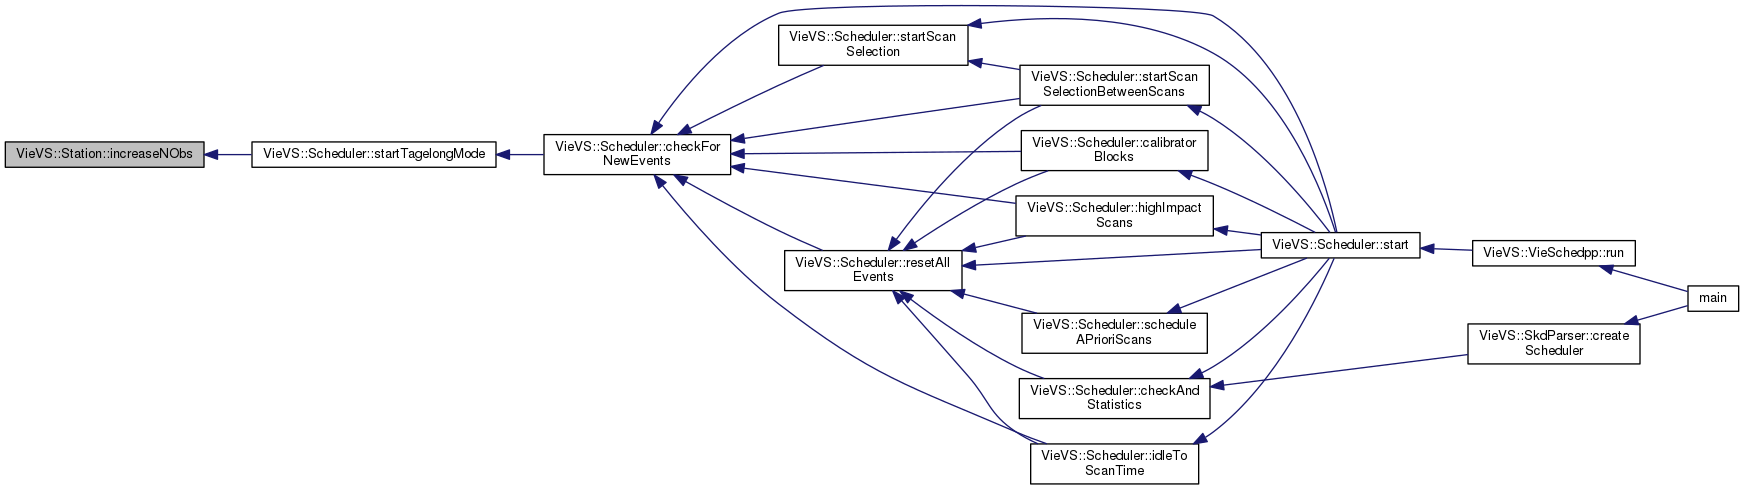 VieVS::Station::increaseNObs
VieVS::Scheduler::startTagelongMode
VieVS::Scheduler::checkFor
NewEvents
VieVS::Scheduler::startScan
Selection
VieVS::Scheduler::resetAll
Events
VieVS::Scheduler::startScan
SelectionBetweenScans
VieVS::Scheduler::calibrator
Blocks
VieVS::Scheduler::highImpact
Scans
VieVS::Scheduler::schedule
APrioriScans
VieVS::Scheduler::checkAnd
Statistics
VieVS::Scheduler::idleTo
ScanTime
VieVS::Scheduler::start
VieVS::VieSchedpp::run
VieVS::SkdParser::create
Scheduler
main